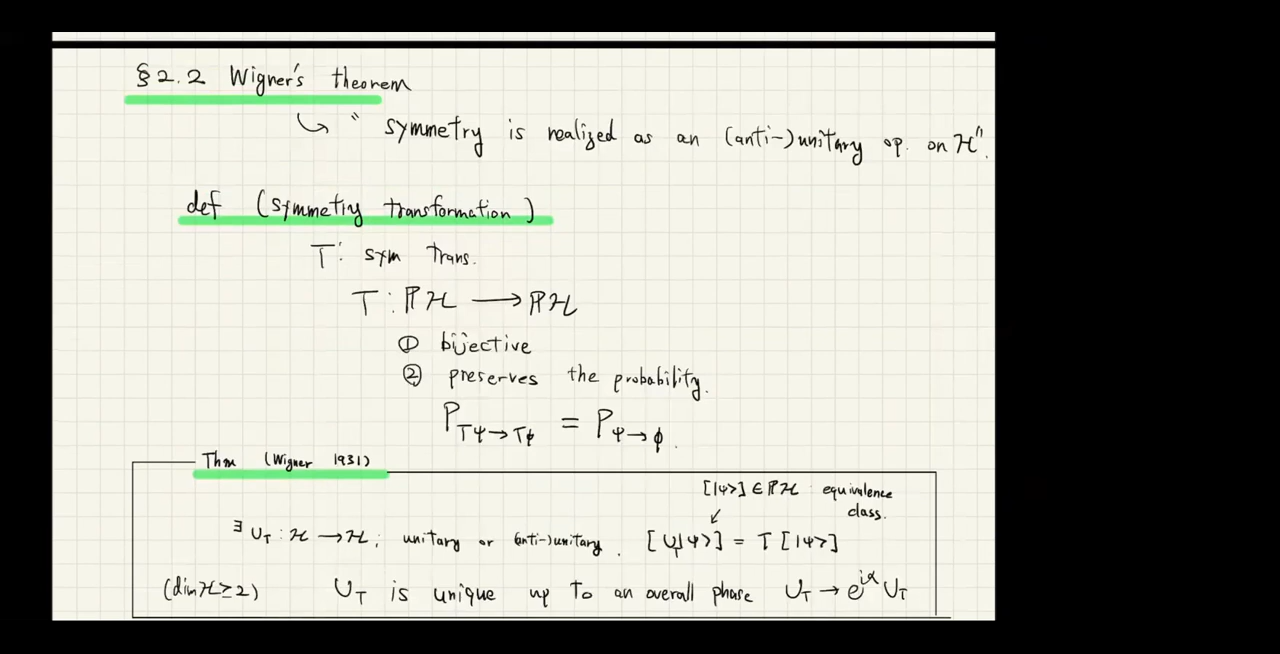 §2.2 Wigner's theorem
↳ " symmetry is realized as an (anti-)unitary op. on ℋ".
def (symmetry transformation)
T: sym trans.
T: ℙℋ ⟶ ℙℋ
① bijective
② preserves the probability.
P_{TΨ→Tϕ} = P_{Ψ→ϕ}.
Thm (Wigner 1931)
[|Ψ>] ∈ ℙℋ equivalence
class.
∃ U_T : ℋ → ℋ; unitary or (anti-)unitary. [U_T|Ψ>] = T[|Ψ>]
(dim ℋ ≥ 2) U_T is unique up to an overall phase U_T → e^{iα} U_T